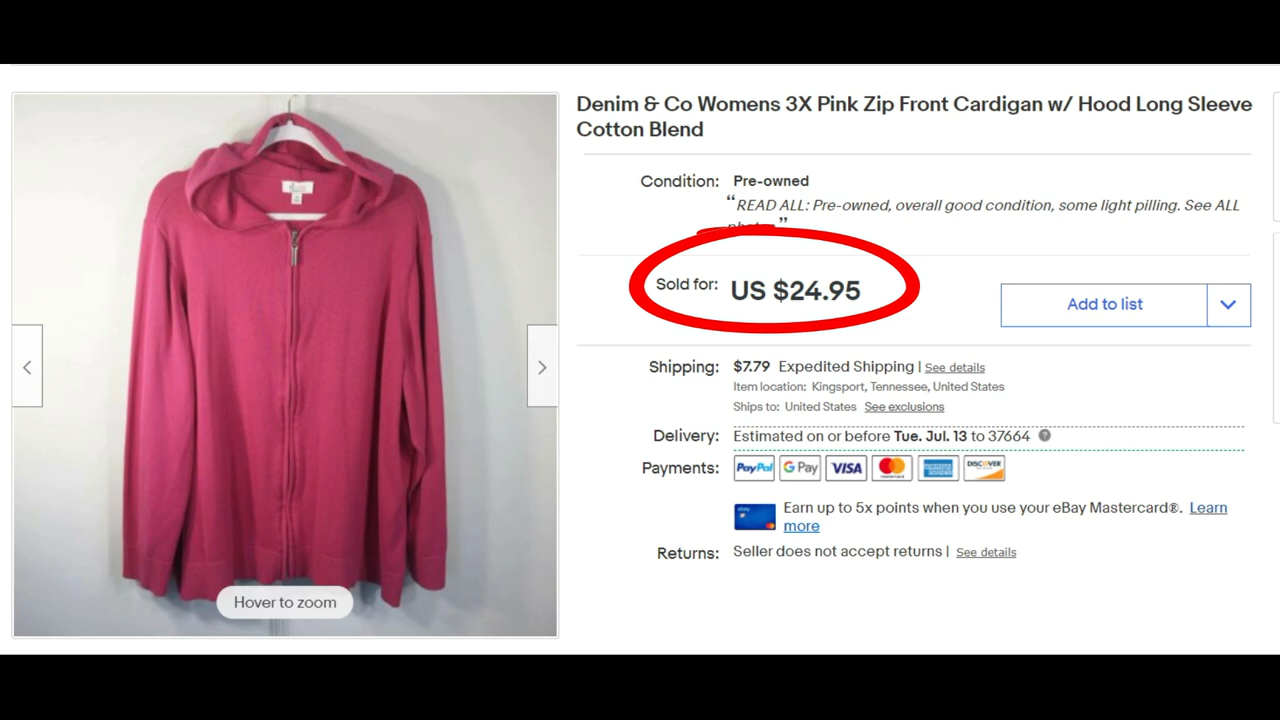 Denim & Co Womens 3X Pink Zip Front Cardigan w/ Hood Long Sleeve
Cotton Blend
Condition: Pre-owned
“READ ALL: Pre-owned, overall good condition, some light pilling. See ALL
”
Sold for: US $24.95
Add to list
Shipping: $7.79 Expedited Shipping | See details
Item location: Kingsport, Tennessee, United States
Ships to: United States See exclusions
Delivery: Estimated on or before Tue. Jul. 13 to 37664 ?
Payments: PayPal G Pay VISA DISCOVER
Earn up to 5x points when you use your eBay Mastercard®. Learn
more
Returns: Seller does not accept returns | See details
Hover to zoom